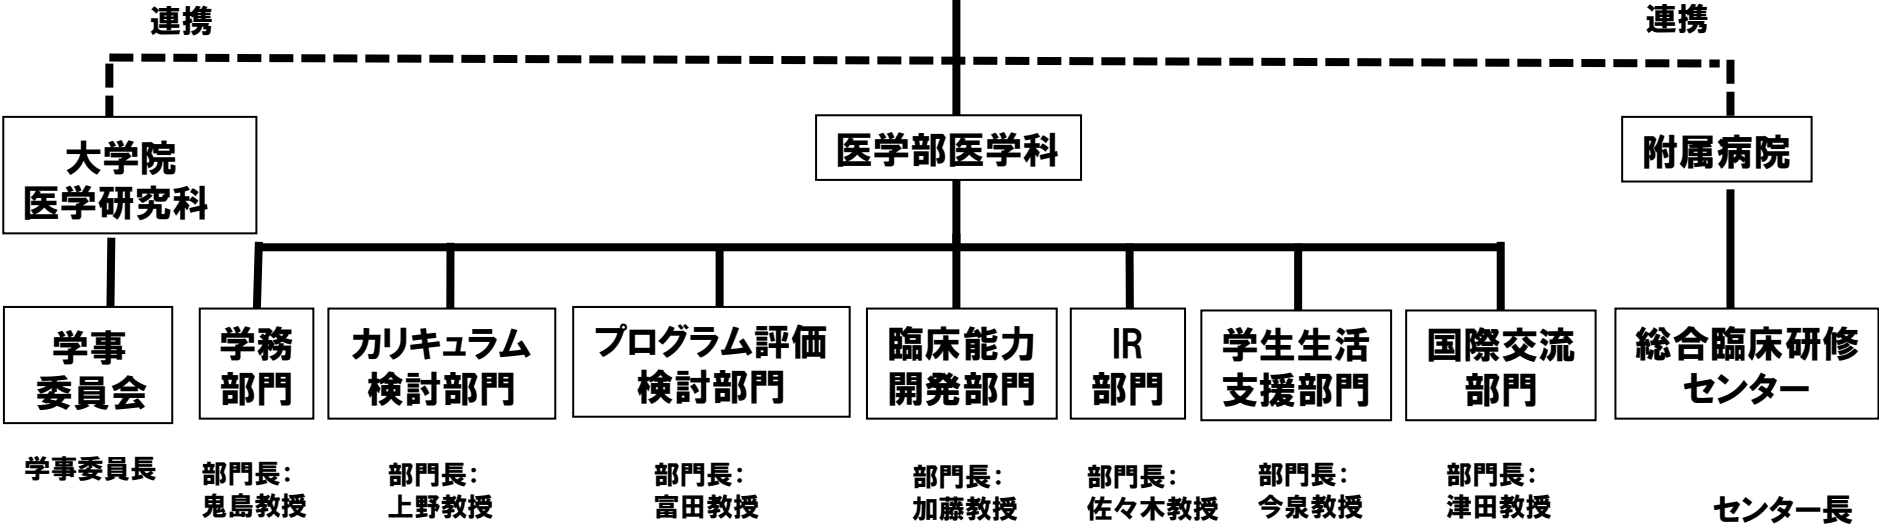 連携
連携
大学院
医学研究科
医学部医学科
附属病院
学事
委員会
学務
部門
カリキュラム
検討部門
プログラム評価
検討部門
臨床能力
開発部門
IR
部門
学生生活
支援部門
国際交流
部門
総合臨床研修
センター
学事委員長
部門長：
鬼島教授
部門長：
上野教授
部門長：
富田教授
部門長：
加藤教授
部門長：
佐々木教授
部門長：
今泉教授
部門長：
津田教授
センター長